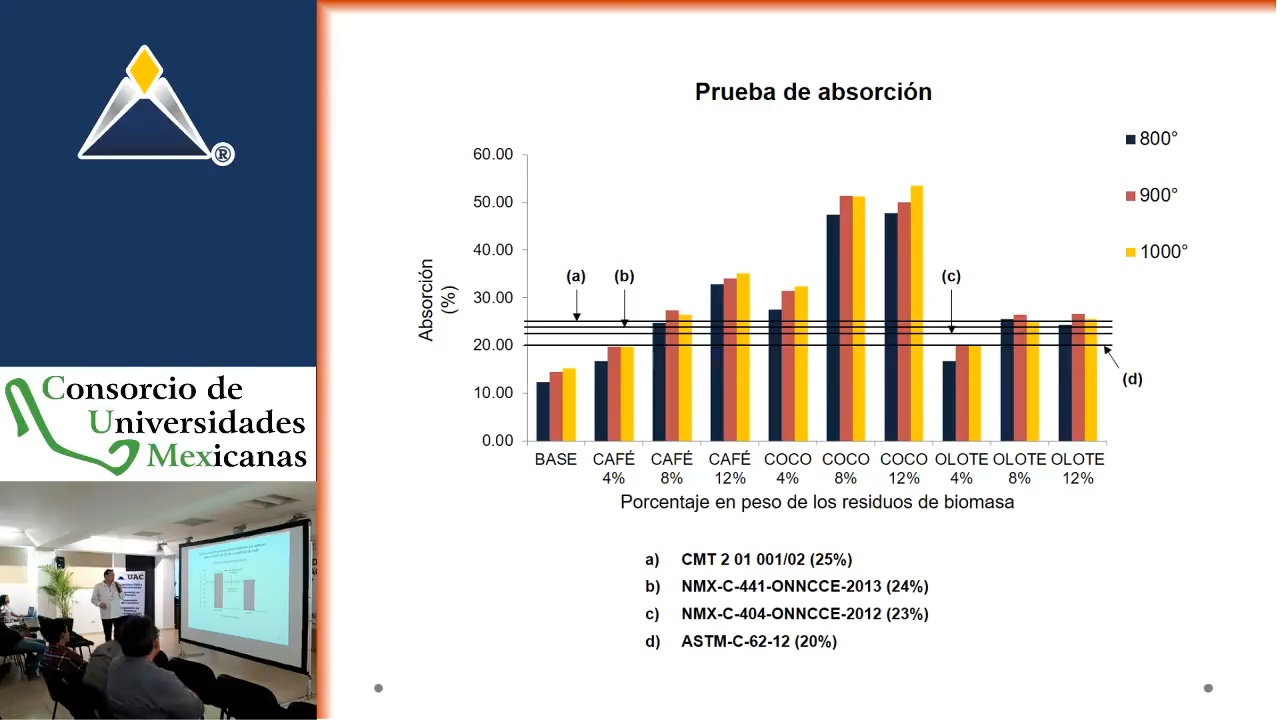 ®
Consorcio de
Universidades
Mexicanas
UAC
Prueba de absorción
800°
900°
1000°
Absorción
(%)
60.00
50.00
40.00
30.00
20.00
10.00
0.00
(a)
(b)
(c)
(d)
BASE
CAFÉ 4%
CAFÉ 8%
CAFÉ 12%
COCO 4%
COCO 8%
COCO 12%
OLOTE 4%
OLOTE 8%
OLOTE 12%
Porcentaje en peso de los residuos de biomasa
a) CMT 2 01 001/02 (25%)
b) NMX-C-441-ONNCCE-2013 (24%)
c) NMX-C-404-ONNCCE-2012 (23%)
d) ASTM-C-62-12 (20%)